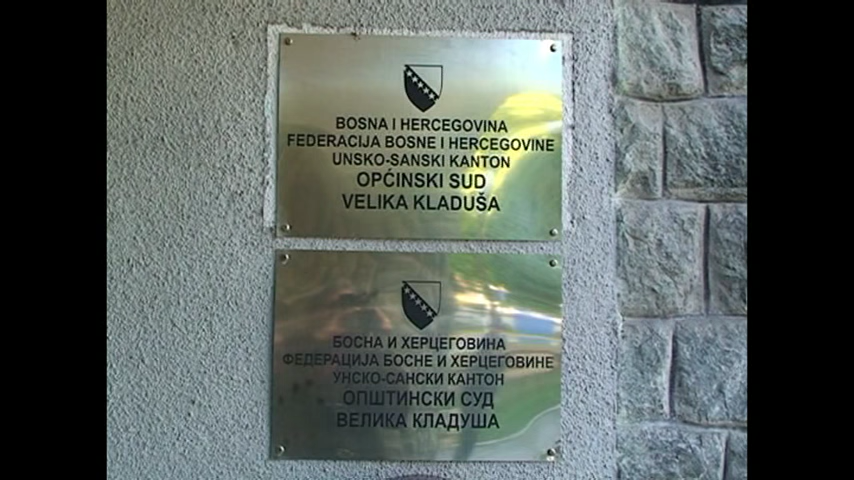 BOSNA I HERCEGOVINA
FEDERACIJA BOSNE I HERCEGOVINE
UNSKO-SANSKI KANTON
OPĆINSKI SUD
VELIKA KLADUŠA
БОСНА И ХЕРЦЕГОВИНА
ФЕДЕРАЦИЈА БОСНЕ И ХЕРЦЕГОВИНЕ
УНСКО-САНСКИ КАНТОН
ОПШТИНСКИ СУД
ВЕЛИКА КЛАДУША